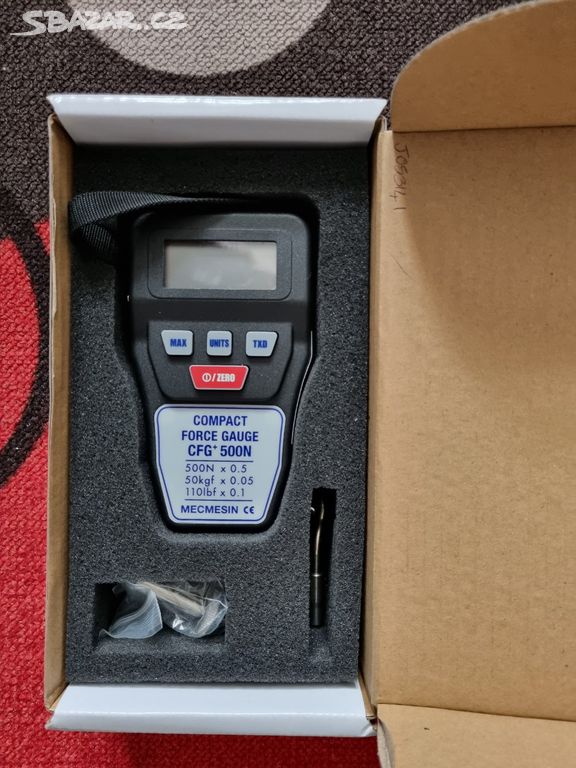 SBAZAR.CZ
MAX
UNITS
TXD
/ZERO
COMPACT
FORCE GAUGE
CFG+ 500N
500N x 0.5
50kgf x 0.05
110lbf x 0.1
MECMESIN CE